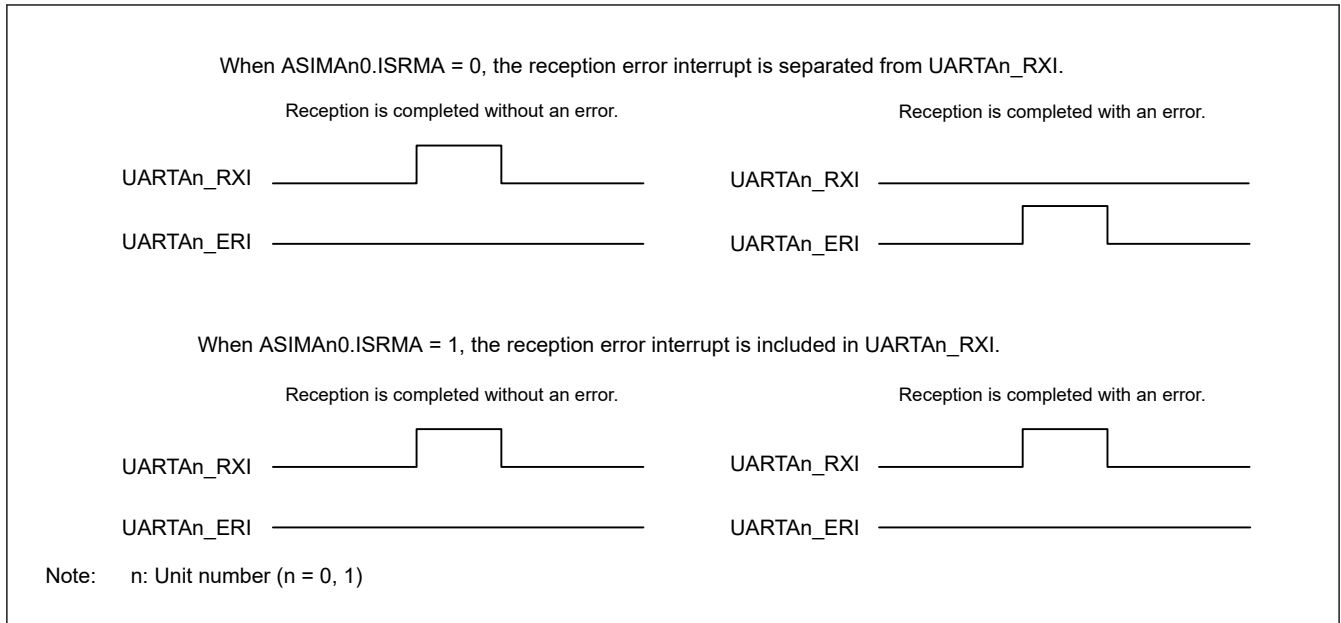 When ASIMAn0.ISRMA = 0, the reception error interrupt is separated from UARTAn_RXI.
Reception is completed without an error.
UARTAn_RXI
UARTAn_ERI
Reception is completed with an error.
UARTAn_RXI
UARTAn_ERI
When ASIMAn0.ISRMA = 1, the reception error interrupt is included in UARTAn_RXI.
Reception is completed without an error.
UARTAn_RXI
UARTAn_ERI
Reception is completed with an error.
UARTAn_RXI
UARTAn_ERI
Note: n: Unit number (n = 0, 1)